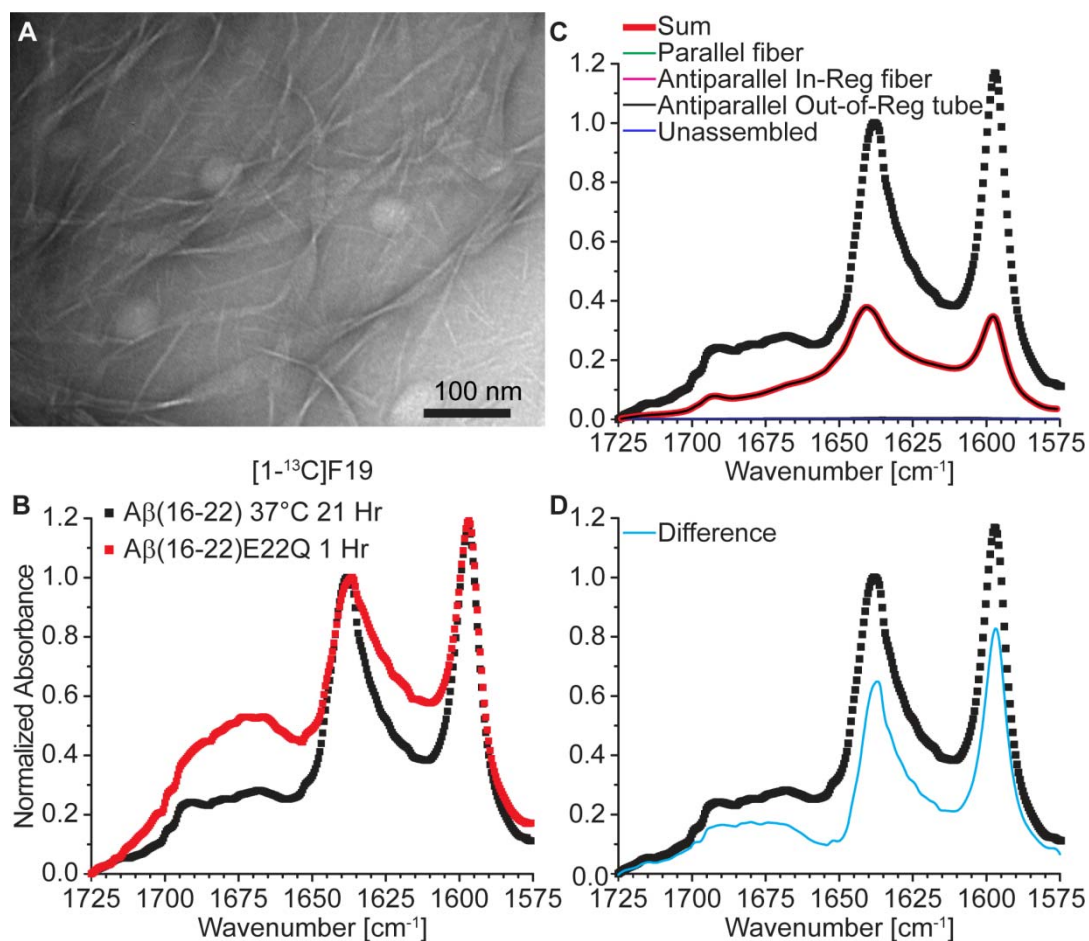 A
100 nm
C
Sum
Parallel fiber
Antiparallel In-Reg fiber
Antiparallel Out-of-Reg tube
Unassembled
1.2
1.0
0.8
0.6
0.4
0.2
0.0
1725 1700 1675 1650 1625 1600 1575
Wavenumber [cm⁻¹]
[1-¹³C]F19
B
Aβ(16-22) 37°C 21 Hr
Aβ(16-22)E22Q 1 Hr
Normalized Absorbance
1.2
1.0
0.8
0.6
0.4
0.2
0.0
1725 1700 1675 1650 1625 1600 1575
Wavenumber [cm⁻¹]
D
Difference
1.2
1.0
0.8
0.6
0.4
0.2
0.0
1725 1700 1675 1650 1625 1600 1575
Wavenumber [cm⁻¹]